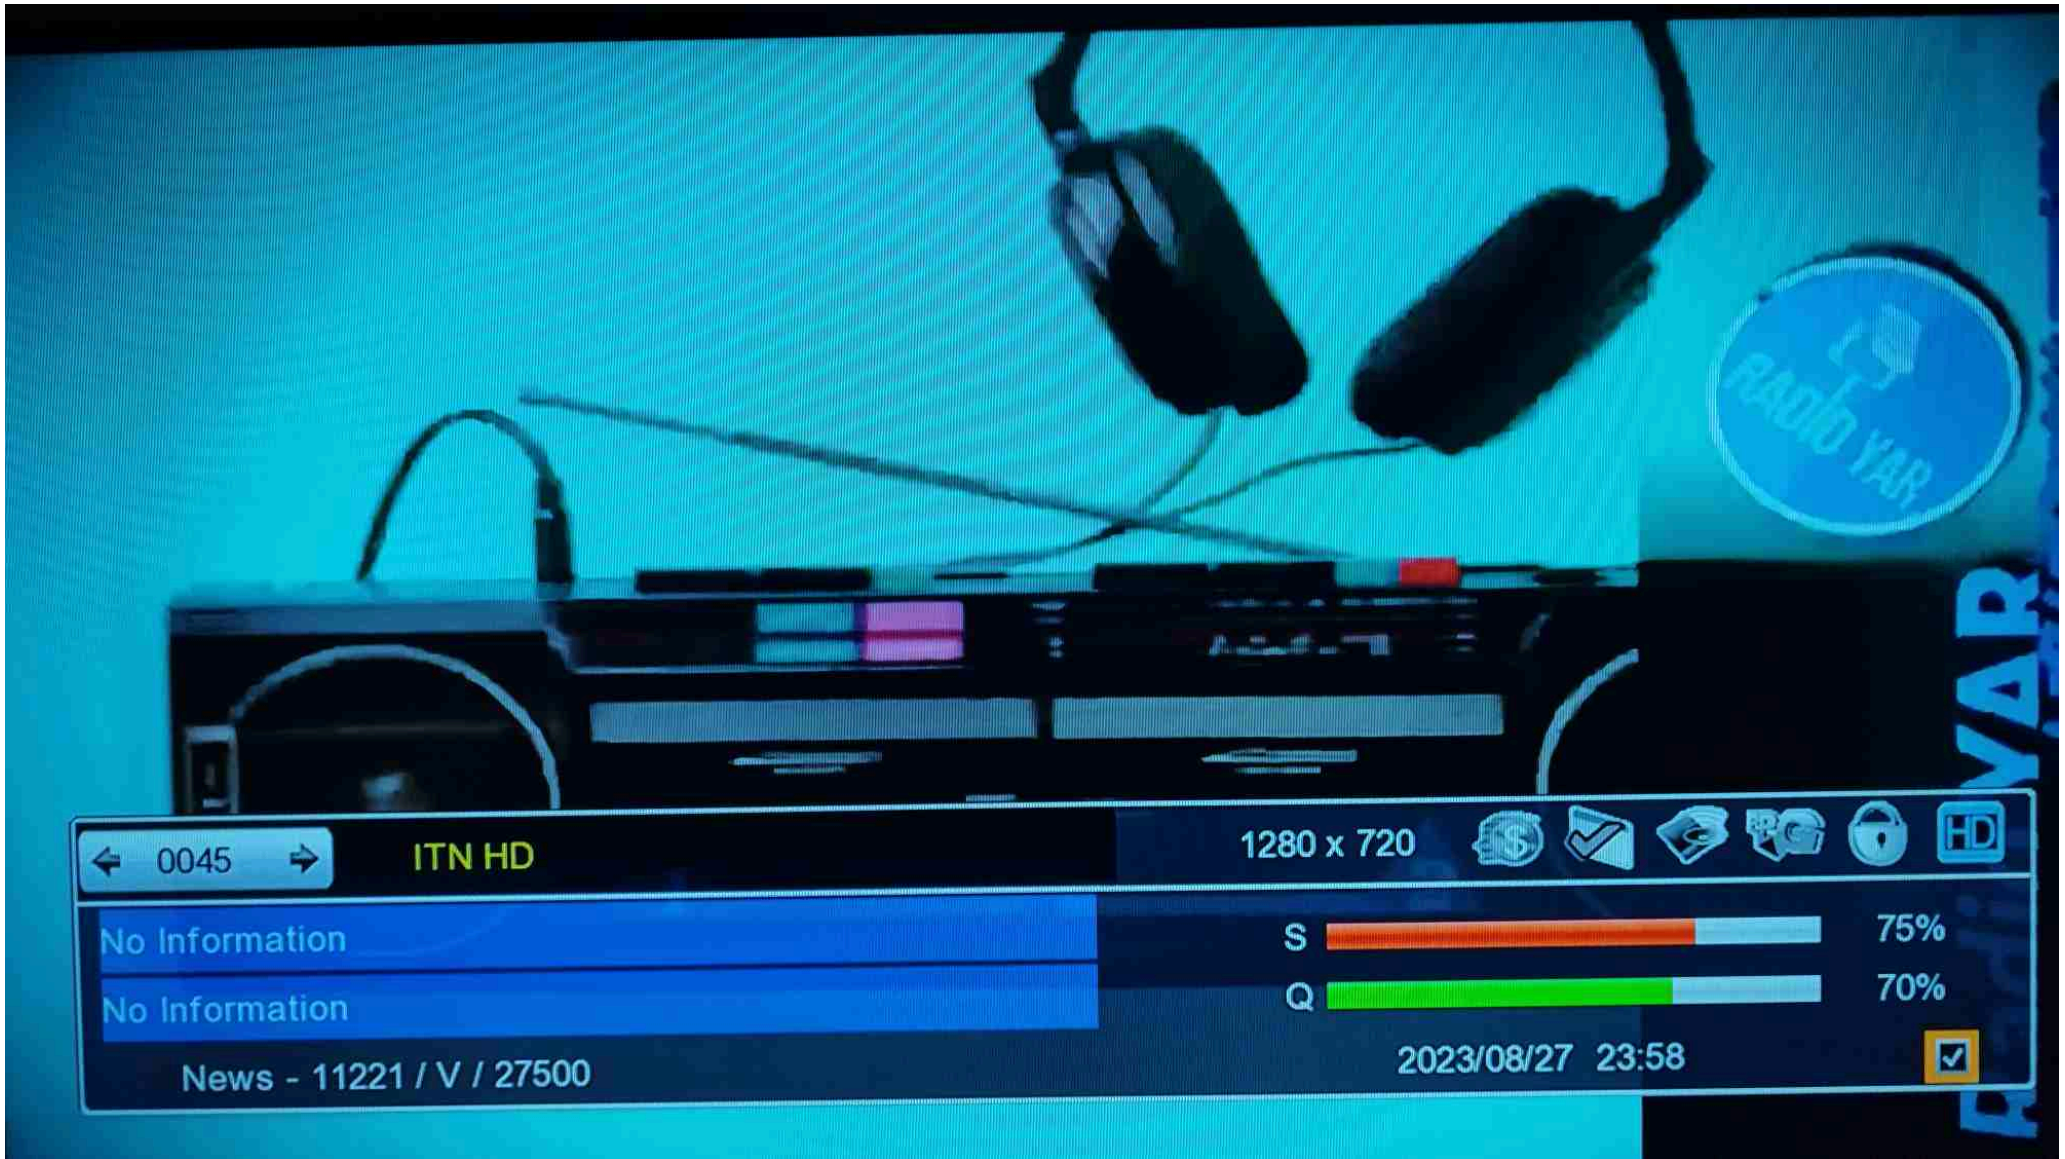 RADIO YAR
Radio YAR
0045
ITN HD
1280 x 720
HD
No Information
No Information
S
75%
Q
70%
News - 11221 / V / 27500
2023/08/27 23:58